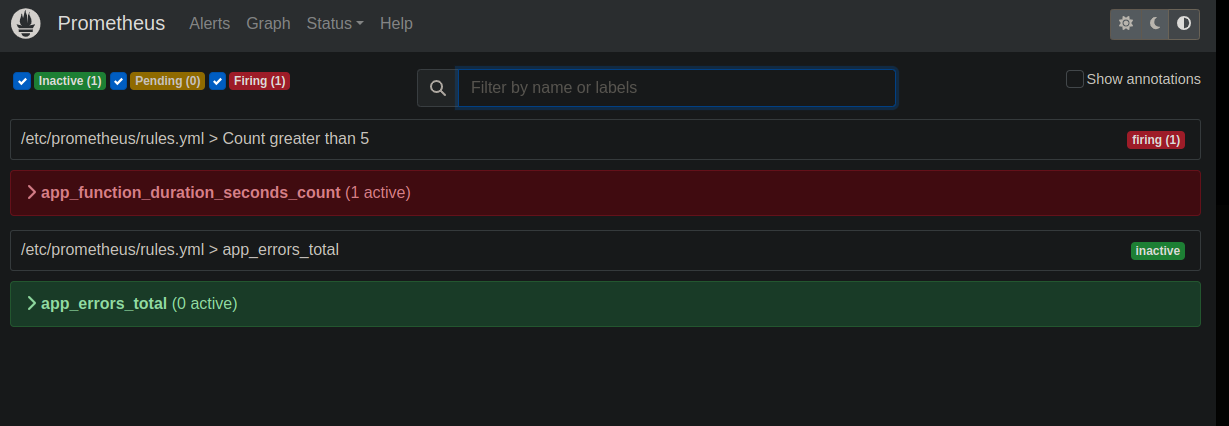 Prometheus Alerts Graph Status Help
Inactive (1) Pending (0) Firing (1) Filter by name or labels Show annotations
/etc/prometheus/rules.yml > Count greater than 5 firing (1)
app_function_duration_seconds_count (1 active)
/etc/prometheus/rules.yml > app_errors_total inactive
app_errors_total (0 active)